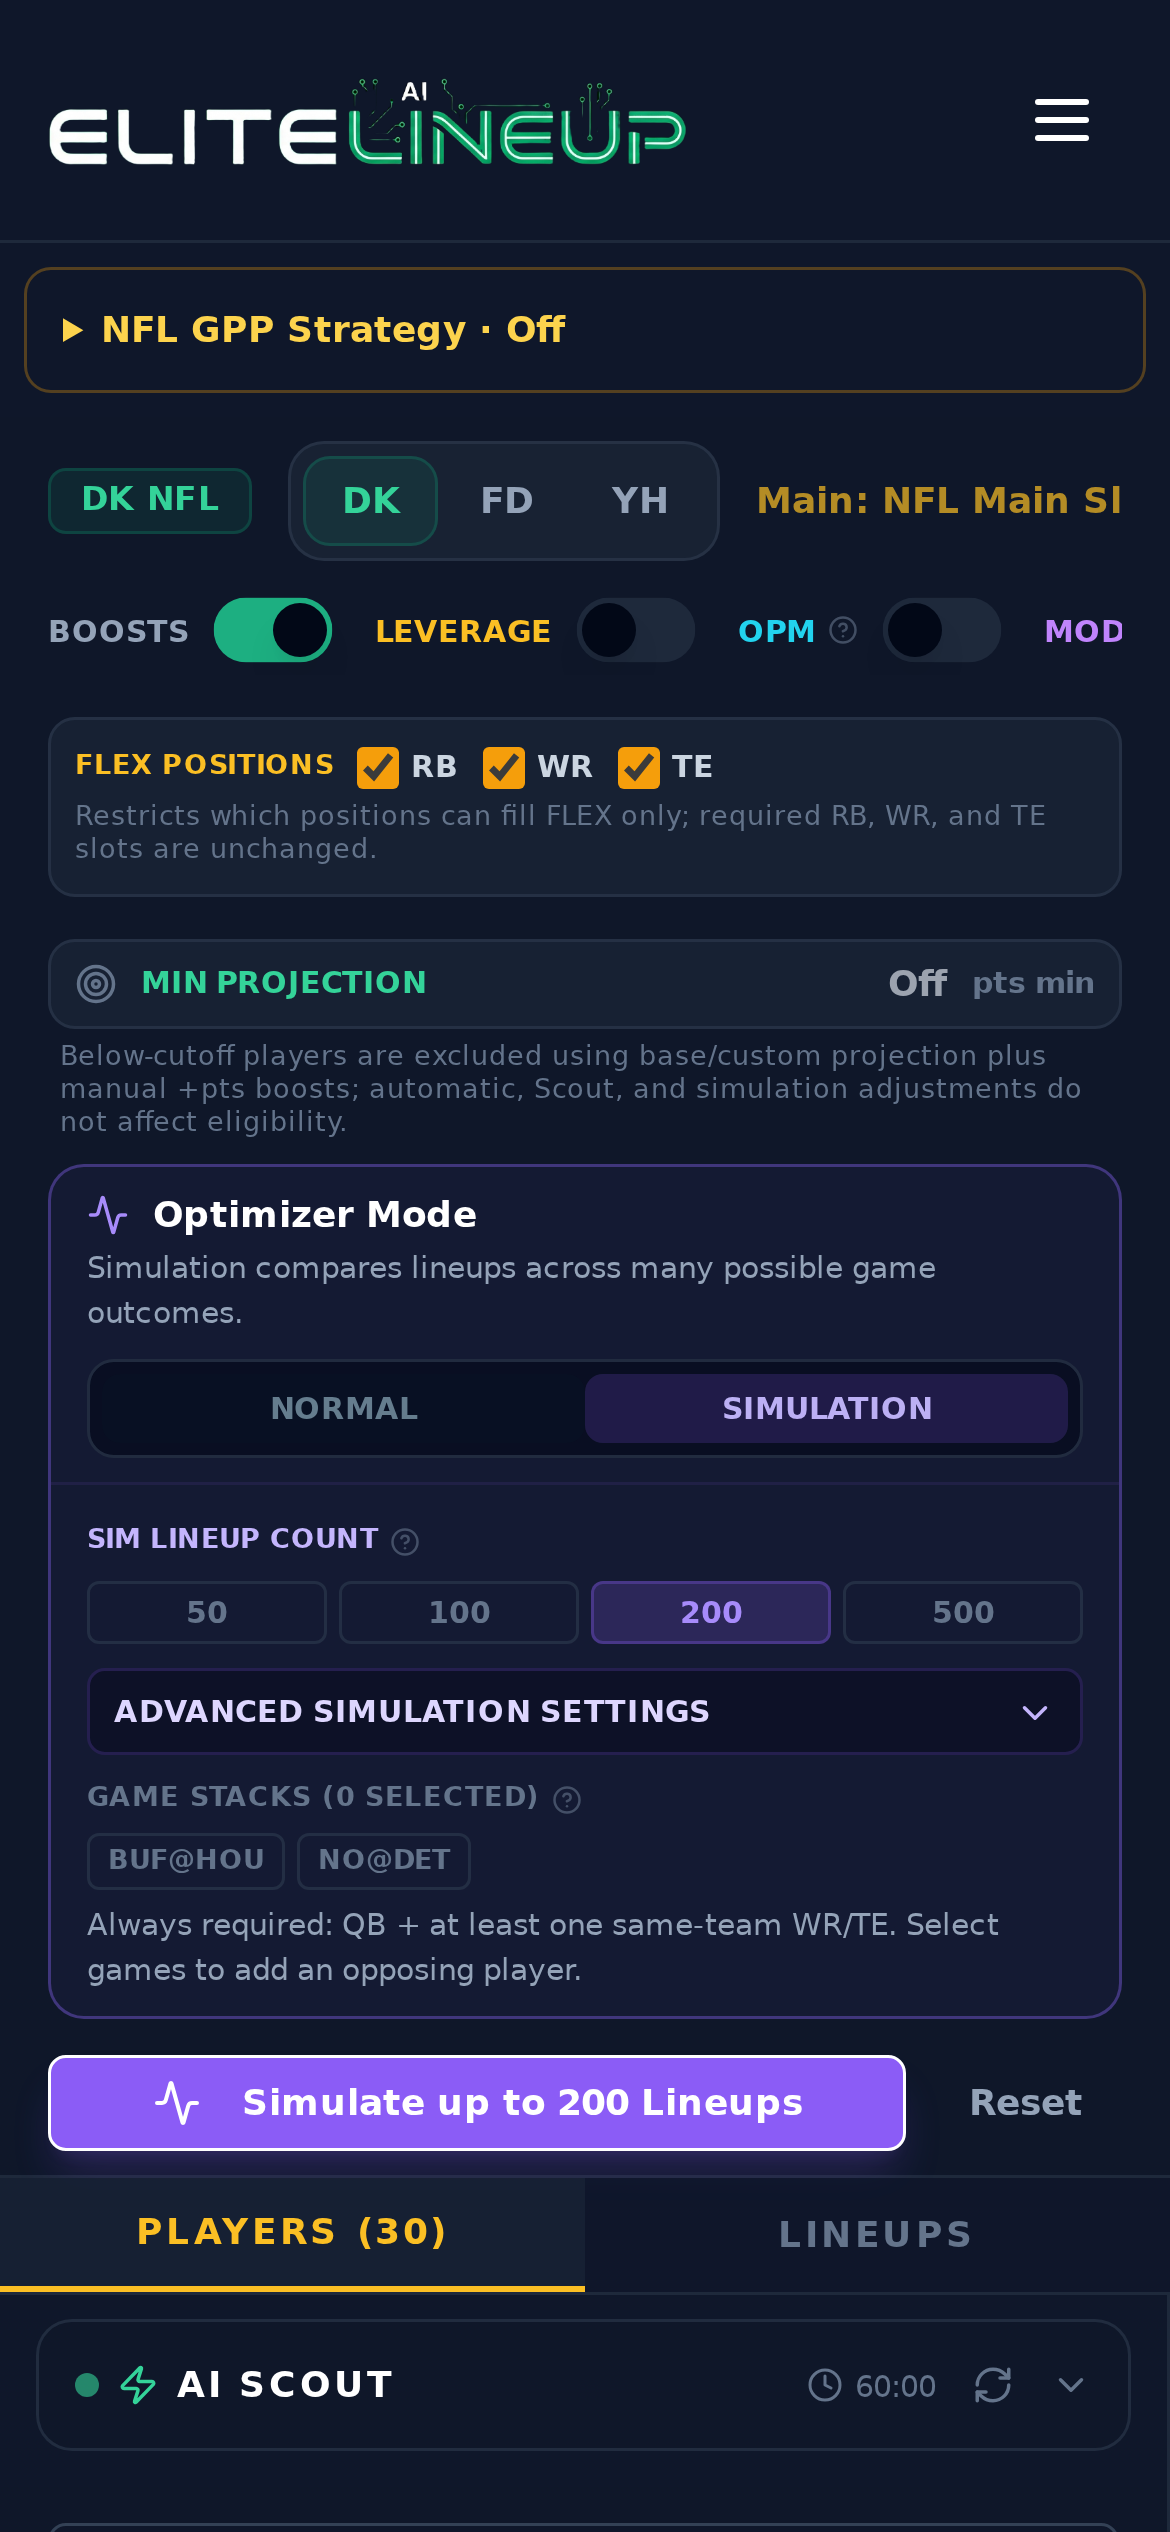 AI
ELITELINEUP
NFL GPP Strategy · Off
DK NFL
DK FD YH
Main: NFL Main Sl
BOOSTS LEVERAGE OPM MOD
FLEX POSITIONS RB WR TE
Restricts which positions can fill FLEX only; required RB, WR, and TE
slots are unchanged.
MIN PROJECTION Off pts min
Below-cutoff players are excluded using base/custom projection plus
manual +pts boosts; automatic, Scout, and simulation adjustments do
not affect eligibility.
Optimizer Mode
Simulation compares lineups across many possible game
outcomes.
NORMAL SIMULATION
SIM LINEUP COUNT
50 100 200 500
ADVANCED SIMULATION SETTINGS
GAME STACKS (0 SELECTED)
BUF@HOU NO@DET
Always required: QB + at least one same-team WR/TE. Select
games to add an opposing player.
Simulate up to 200 Lineups Reset
PLAYERS (30) LINEUPS
AI SCOUT 60:00